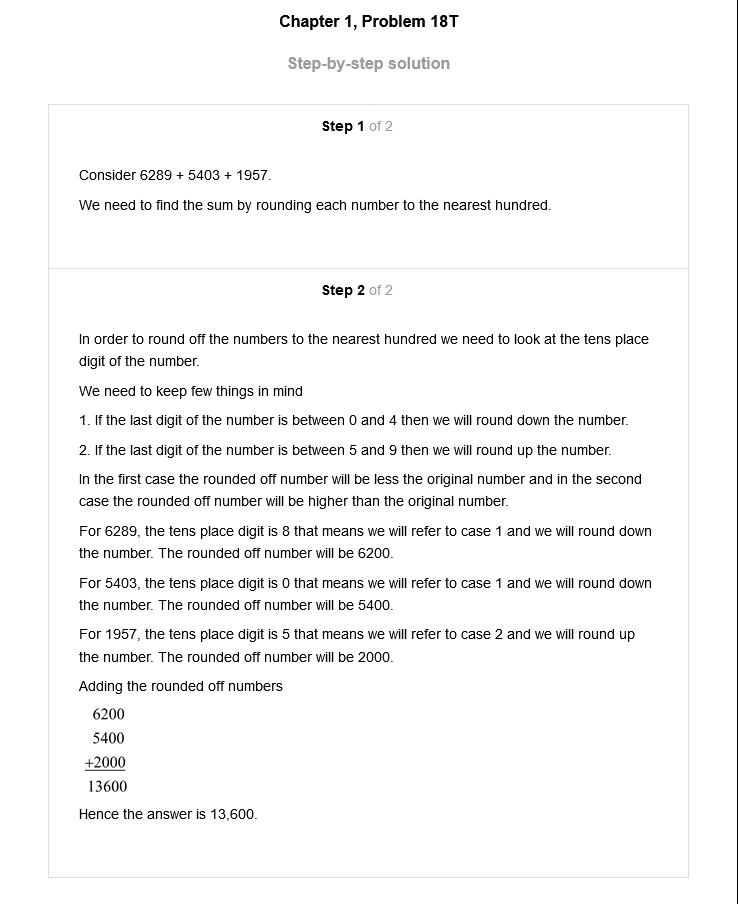 Chapter 1, Problem 18T
Step-by-step solution
Step 1 of 2
Consider 6289 + 5403 + 1957.
We need to find the sum by rounding each number to the nearest hundred.
Step 2 of 2
In order to round off the numbers to the nearest hundred we need to look at the tens place
digit of the number.
We need to keep few things in mind
1. If the last digit of the number is between 0 and 4 then we will round down the number.
2. If the last digit of the number is between 5 and 9 then we will round up the number.
In the first case the rounded off number will be less the original number and in the second
case the rounded off number will be higher than the original number.
For 6289, the tens place digit is 8 that means we will refer to case 1 and we will round down
the number. The rounded off number will be 6200.
For 5403, the tens place digit is 0 that means we will refer to case 1 and we will round down
the number. The rounded off number will be 5400.
For 1957, the tens place digit is 5 that means we will refer to case 2 and we will round up
the number. The rounded off number will be 2000.
Adding the rounded off numbers
6200
5400
+2000
13600
Hence the answer is 13,600.